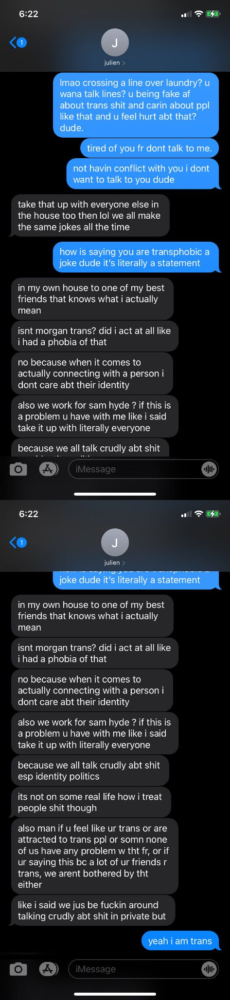 6:22
1
J
julien >
lmao crossing a line over laundry? u
wana talk lines? u being fake af
about trans shit and carin about ppl
like that and u feel hurt abt that?
dude.
tired of you fr dont talk to me.
not havin conflict with you i dont
want to talk to you dude
take that up with everyone else in
the house too then lol we all make
the same jokes all the time
how is saying you are transphobic a
joke dude it's literally a statement
in my own house to one of my best
friends that knows what i actually
mean
isnt morgan trans? did i act at all like
i had a phobia of that
no because when it comes to
actually connecting with a person i
dont care abt their identity
also we work for sam hyde ? if this is
a problem u have with me like i said
take it up with literally everyone
because we all talk crudly abt shit
iMessage
6:22
1
J
julien >
joke dude it's literally a statement
in my own house to one of my best
friends that knows what i actually
mean
isnt morgan trans? did i act at all like
i had a phobia of that
no because when it comes to
actually connecting with a person i
dont care abt their identity
also we work for sam hyde ? if this is
a problem u have with me like i said
take it up with literally everyone
because we all talk crudly abt shit
esp identity politics
its not on some real life how i treat
people shit though
also man if u feel like ur trans or are
attracted to trans ppl or somn none
of us have any problem w tht fr, or if
ur saying this bc a lot of ur friends r
trans, we arent bothered by tht
either
like i said we jus be fuckin around
talking crudly abt shit in private but
yeah i am trans
iMessage